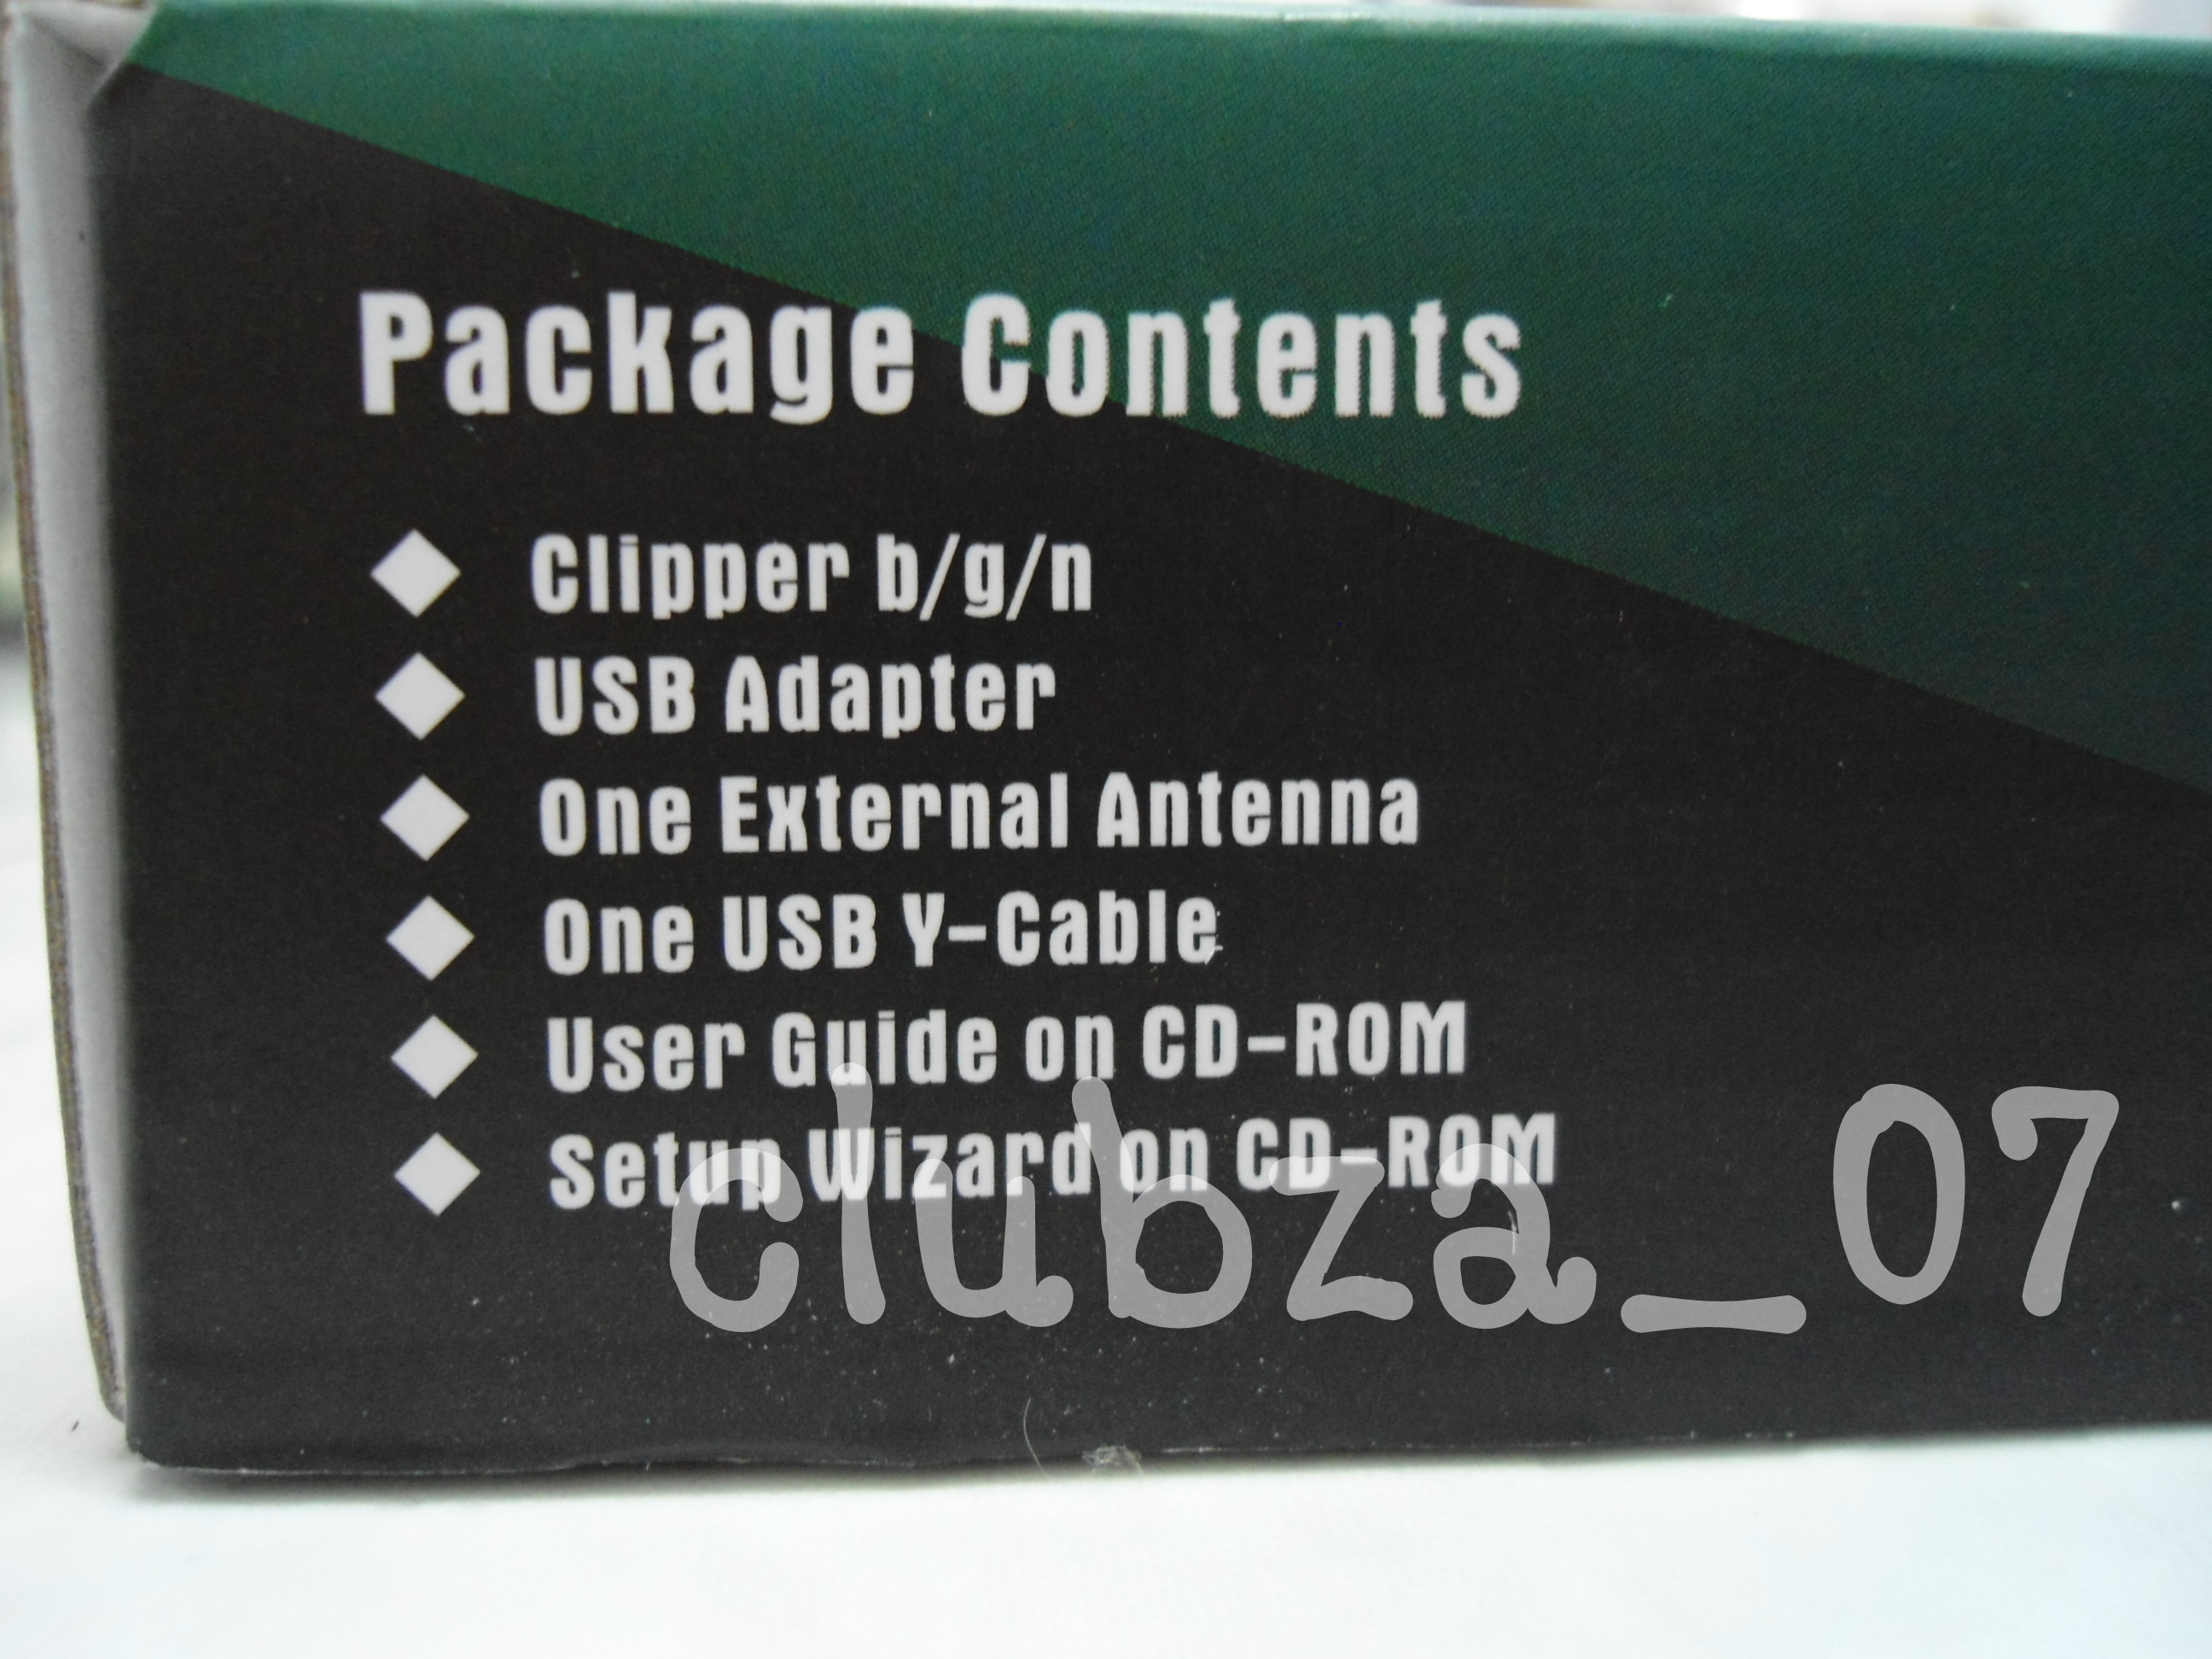 Package Contents
◆ Clipper b/g/n
◆ USB Adapter
◆ One External Antenna
◆ One USB Y-Cable
◆ User Guide on CD-ROM
◆ Setup Wizard on CD-ROM
clubza_07